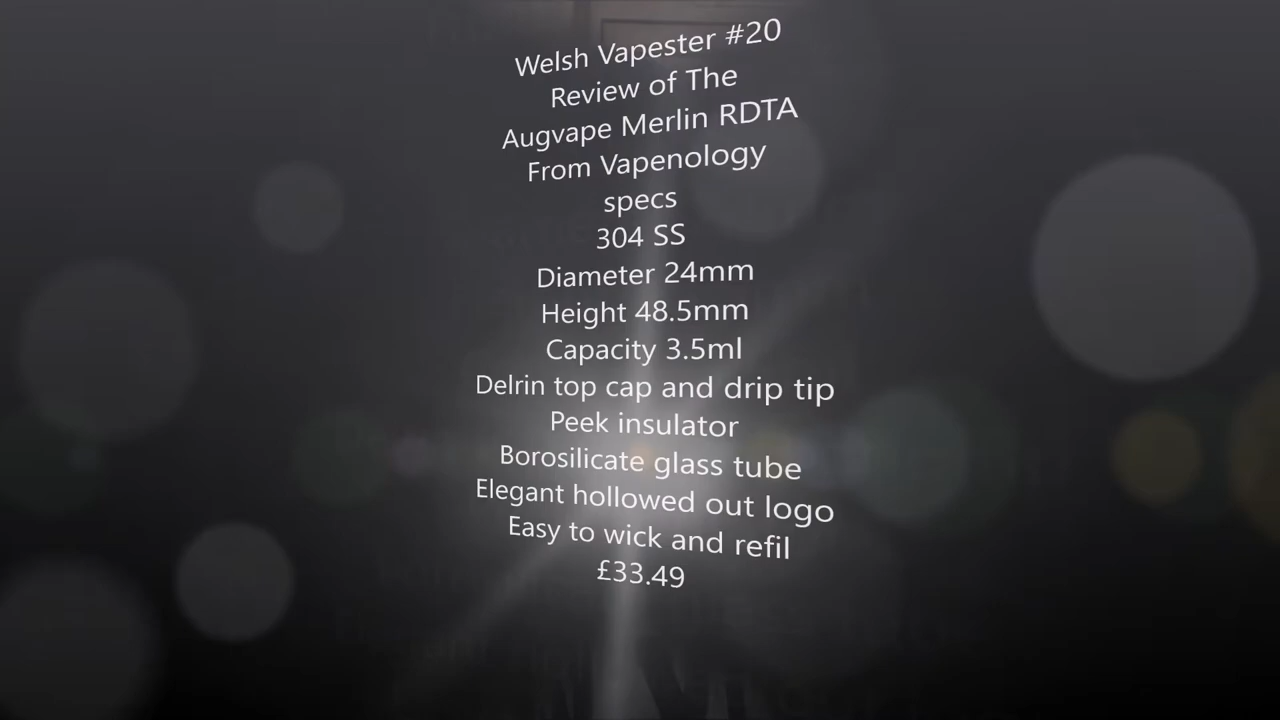 Welsh Vapester #20
Review of The
Augvape Merlin RDTA
From Vapenology
specs
304 SS
Diameter 24mm
Height 48.5mm
Capacity 3.5ml
Delrin top cap and drip tip
Peek insulator
Borosilicate glass tube
Elegant hollowed out logo
Easy to wick and refil
£33.49